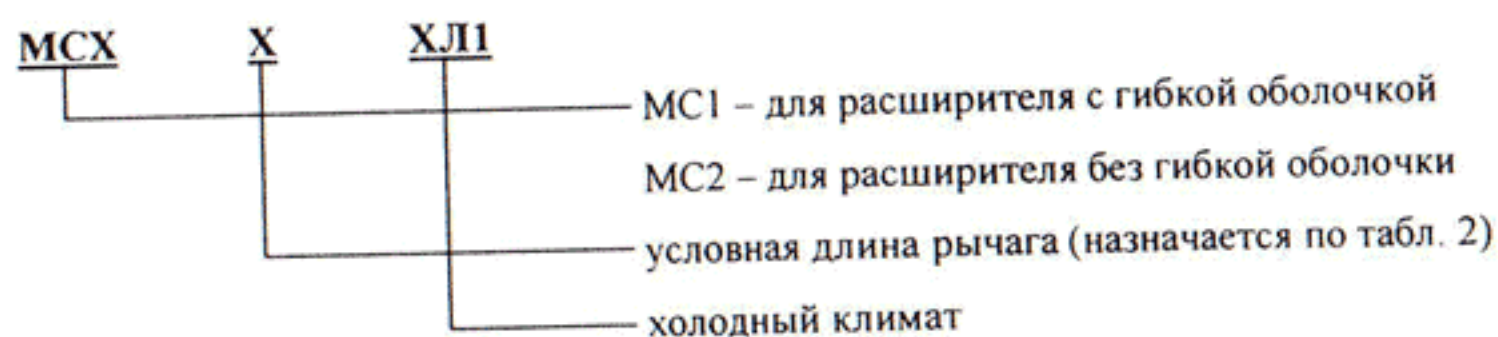 МСХ Х ХЛ1
МС1 – для расширителя с гибкой оболочкой
МС2 – для расширителя без гибкой оболочки
условная длина рычага (назначается по табл. 2)
холодный климат